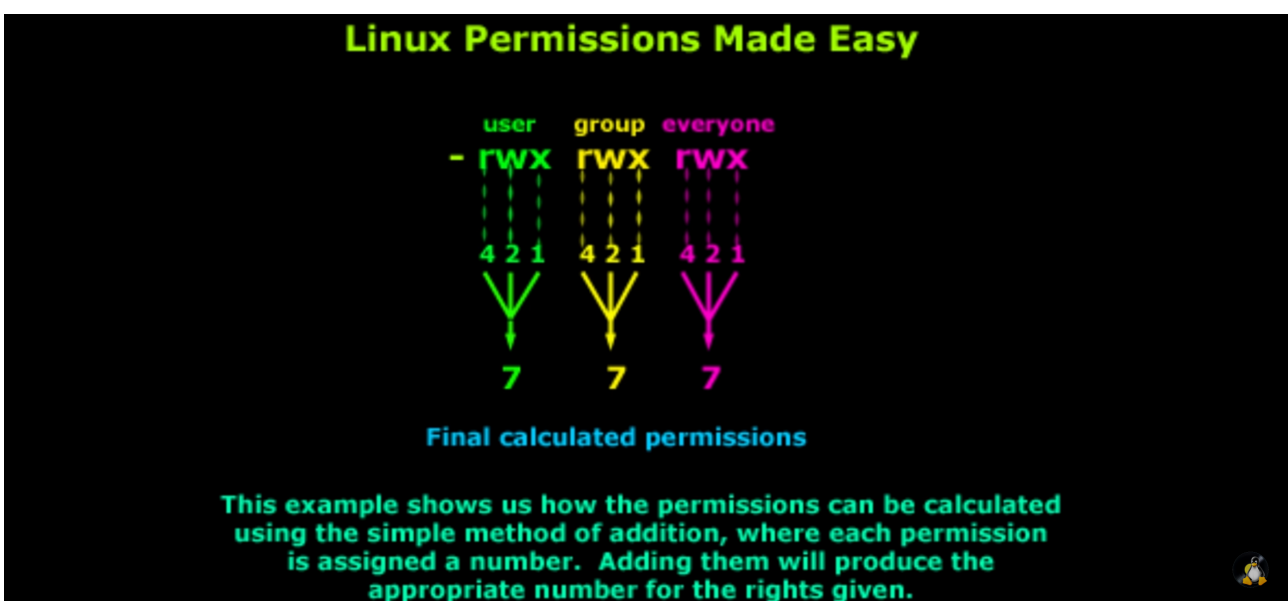 Linux Permissions Made Easy
user group everyone
- rwx rwx rwx
4 2 1 4 2 1 4 2 1
7 7 7
Final calculated permissions
This example shows us how the permissions can be calculated
using the simple method of addition, where each permission
is assigned a number. Adding them will produce the
appropriate number for the rights given.